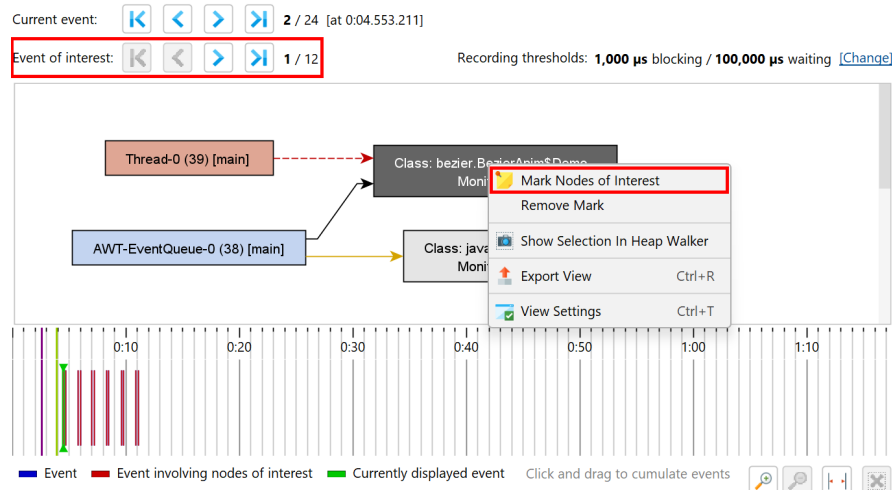 Current event: 2 / 24 [at 0:04.553.211]
Event of interest: 1 / 12 Recording thresholds: 1,000 µs blocking / 100,000 µs waiting [Change]
Thread-0 (39) [main]
Class: bezier.BezierAnim$Demo
Moni
Mark Nodes of Interest
Remove Mark
AWT-EventQueue-0 (38) [main]
Class: java
Moni
Show Selection In Heap Walker
Export View Ctrl+R
View Settings Ctrl+T
0:10 0:20 0:30 0:40 0:50 1:00 1:10
Event Event involving nodes of interest Currently displayed event Click and drag to cumulate events